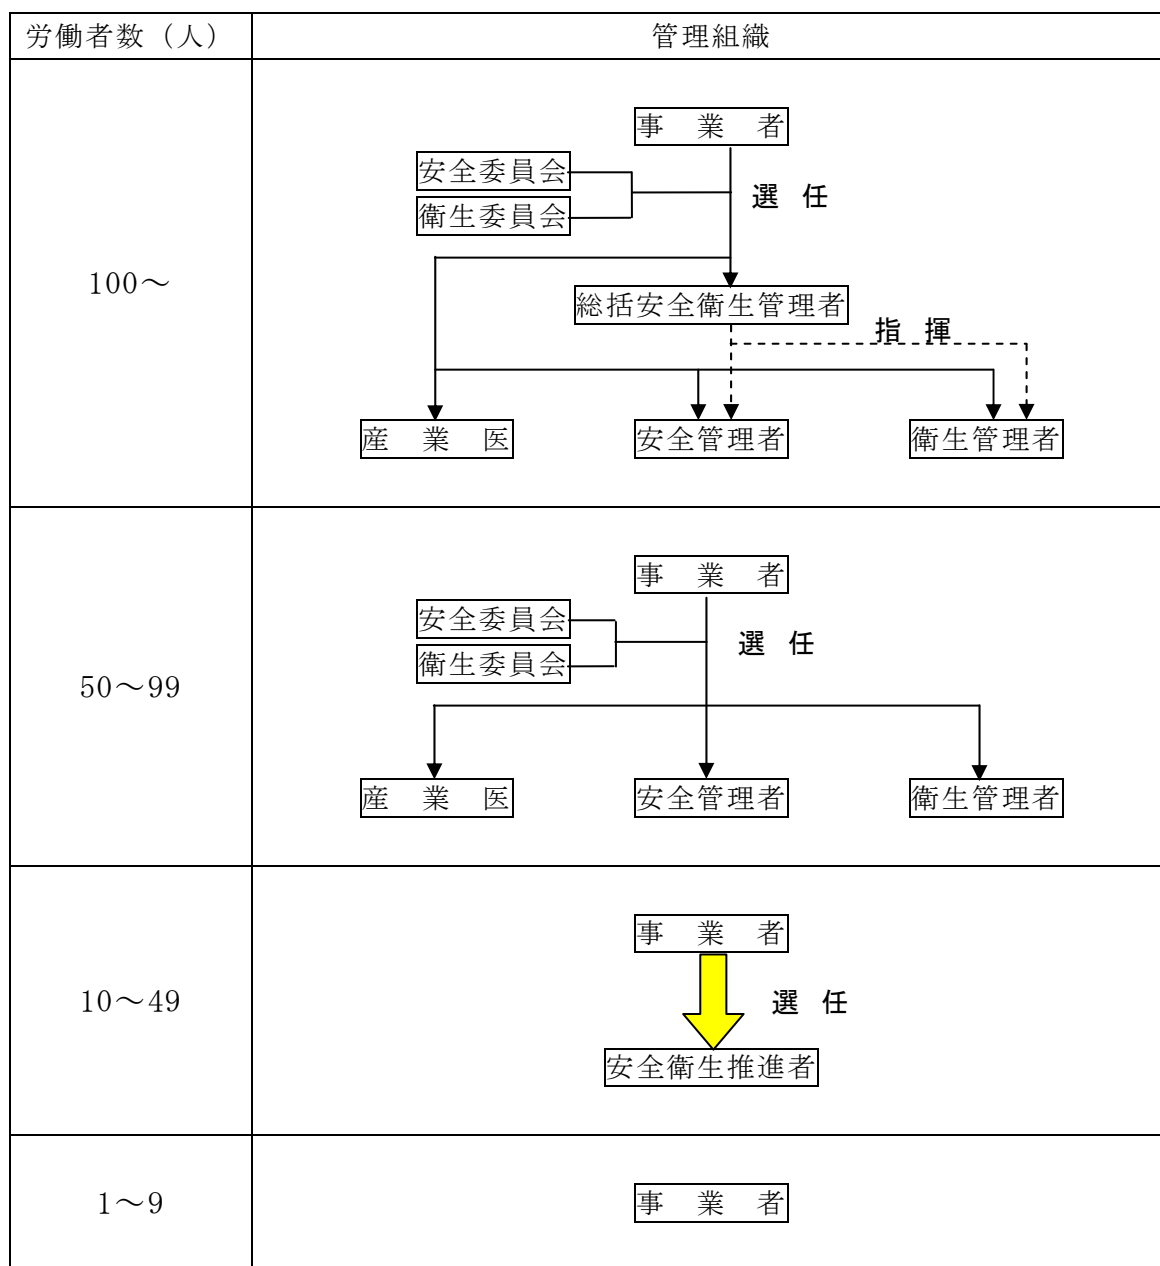 労働者数（人）
管理組織
100～
事　業　者
安全委員会
衛生委員会
選 任
総括安全衛生管理者
指 揮
産　業　医
安全管理者
衛生管理者
50～99
事　業　者
安全委員会
衛生委員会
選 任
産　業　医
安全管理者
衛生管理者
10～49
事　業　者
選 任
安全衛生推進者
1～9
事　業　者